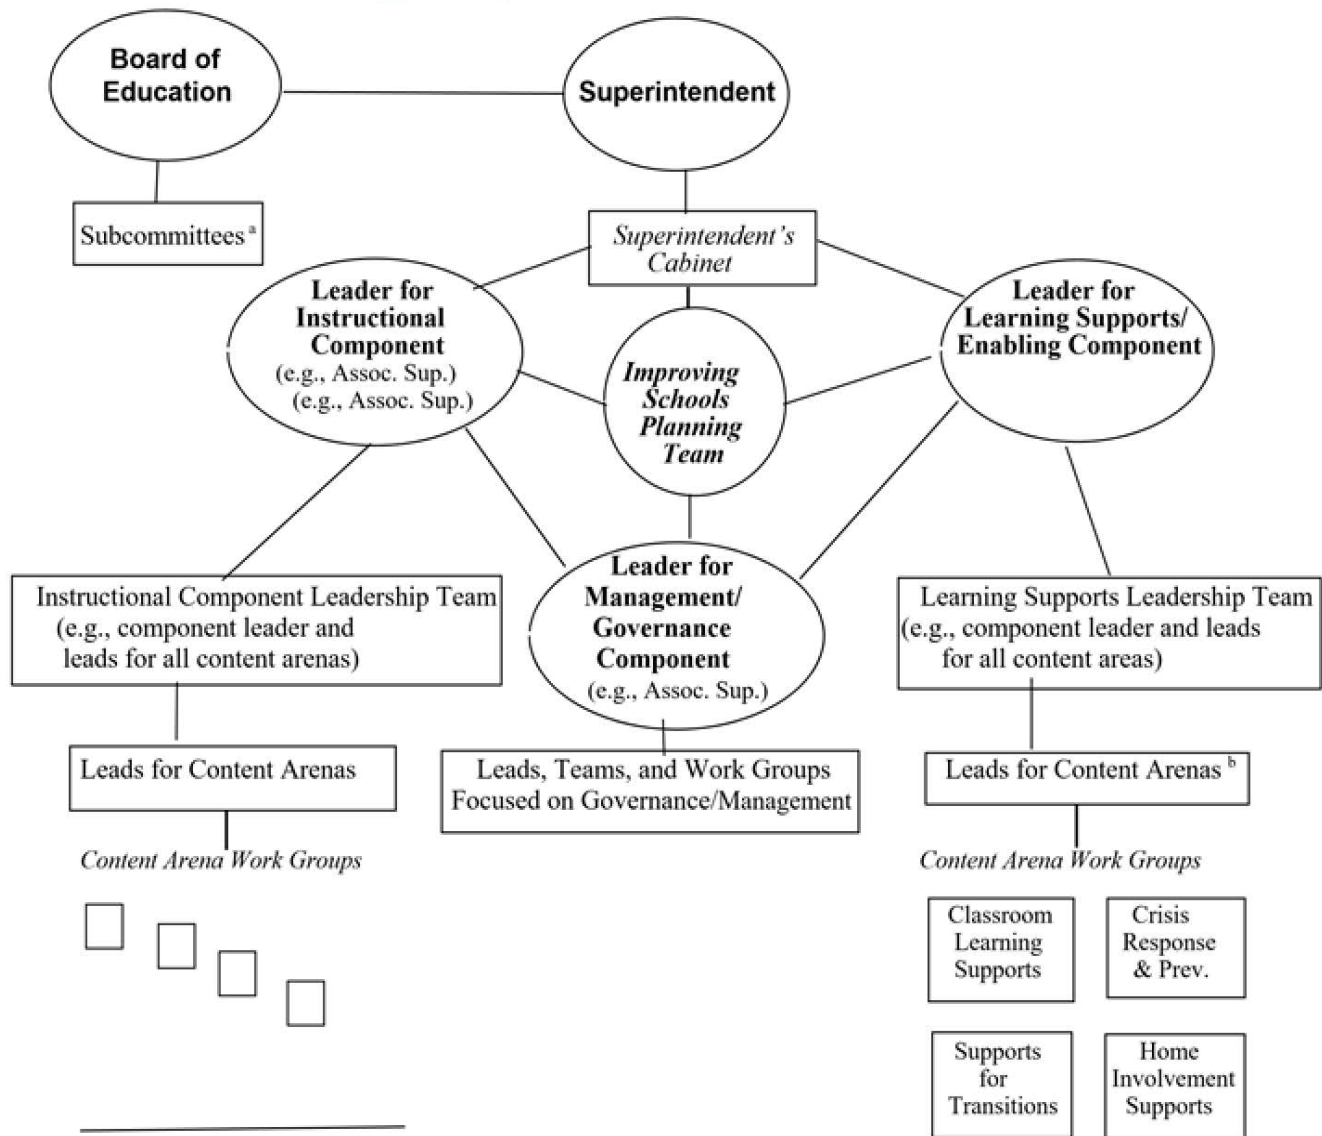 Board of
Education
Superintendent
Subcommittees a
Superintendent's
Cabinet
Leader for
Instructional
Component
(e.g., Assoc. Sup.)
(e.g., Assoc. Sup.)
Leader for
Learning Supports/
Enabling Component
Improving
Schools
Planning
Team
Leader for
Management/
Governance
Component
(e.g., Assoc. Sup.)
Instructional Component Leadership Team
(e.g., component leader and
leads for all content arenas)
Learning Supports Leadership Team
(e.g., component leader and leads
for all content areas)
Leads for Content Arenas
Leads, Teams, and Work Groups
Focused on Governance/Management
Leads for Content Arenas b
Content Arena Work Groups
Content Arena Work Groups
Classroom
Learning
Supports
Crisis
Response
& Prev.
Supports
for
Transitions
Home
Involvement
Supports